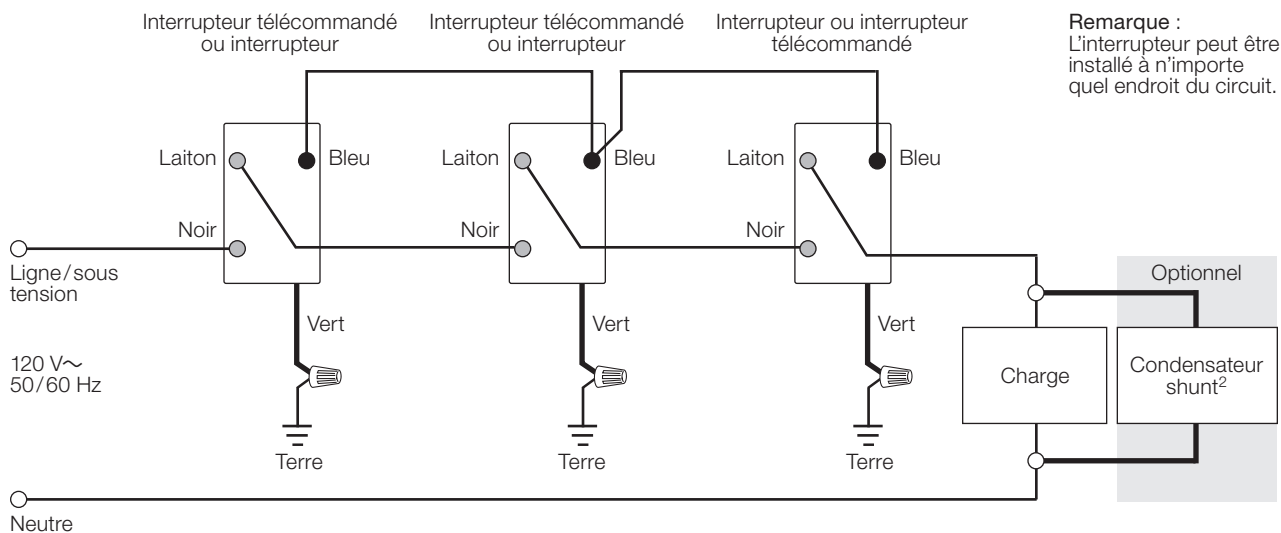 Interrupteur télécommandé
ou interrupteur
Interrupteur télécommandé
ou interrupteur
Interrupteur ou interrupteur
télécommandé
Remarque :
L'interrupteur peut être
installé à n'importe
quel endroit du circuit.
Laiton
Bleu
Laiton
Bleu
Laiton
Bleu
Noir
Noir
Noir
Ligne/sous
tension
Optionnel
Vert
Vert
Vert
120 V~
50/60 Hz
Charge
Condensateur
shunt²
Terre
Terre
Terre
Neutre